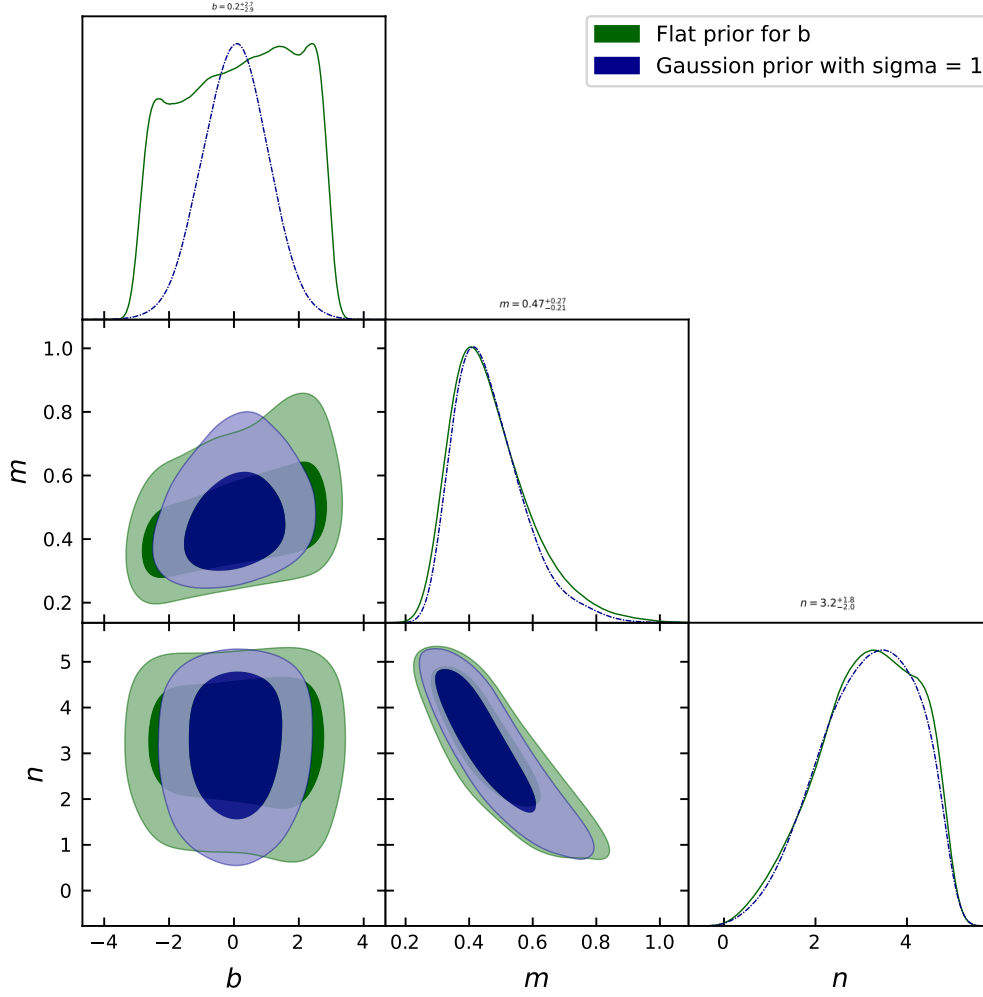 b = 0.2^{+2.7}_{-2.9}
Flat prior for b
Gaussion prior with sigma = 1
m = 0.47^{+0.27}_{-0.21}
1.0
0.8
0.6
0.4
0.2
m
n = 3.2^{+1.8}_{-2.0}
5
4
3
2
1
0
n
−4 −2 0 2 4 0.2 0.4 0.6 0.8 1.0 0 2 4
b m n